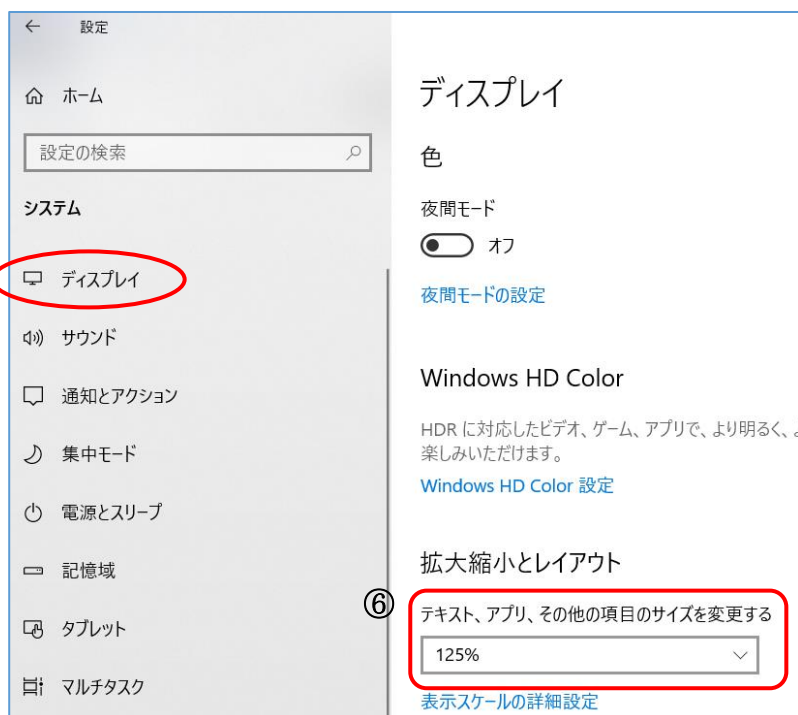 設定
ホーム
設定の検索
システム
ディスプレイ
サウンド
通知とアクション
集中モード
電源とスリープ
記憶域
タブレット
マルチタスク
ディスプレイ
色
夜間モード
オフ
夜間モードの設定
Windows HD Color
HDR に対応したビデオ、ゲーム、アプリで、より明るく、
楽しみいただけます。
Windows HD Color 設定
拡大縮小とレイアウト
⑥
テキスト、アプリ、その他の項目のサイズを変更する
125%
表示スケールの詳細設定